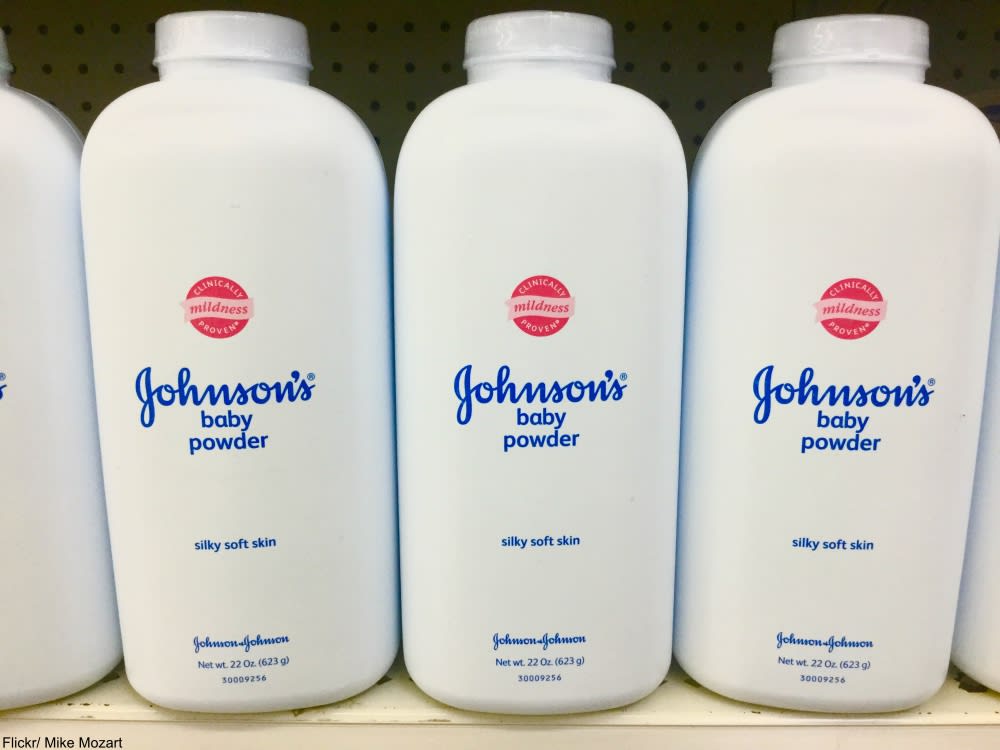 CLINICALLY
mildness
PROVEN®
Johnson's®
baby
powder
silky soft skin
Johnson&Johnson
Net wt. 22 Oz. (623 g)
30009256
CLINICALLY
mildness
PROVEN®
Johnson's®
baby
powder
silky soft skin
Johnson&Johnson
Net wt. 22 Oz. (623 g)
30009256
CLINICALLY
mildness
PROVEN®
Johnson's®
baby
powder
silky soft skin
Johnson&Johnson
Net wt. 22 Oz. (623 g)
30009256
Flickr/ Mike Mozart